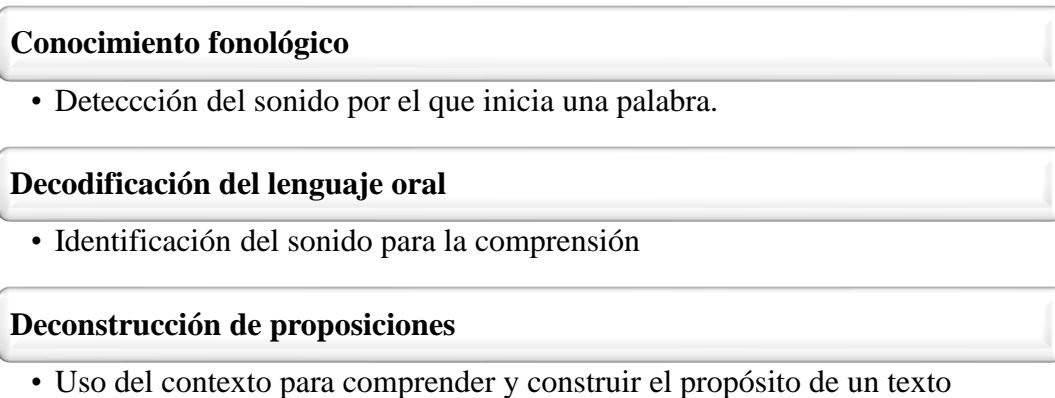 Conocimiento fonológico
• Deteccción del sonido por el que inicia una palabra.
Decodificación del lenguaje oral
• Identificación del sonido para la comprensión
Deconstrucción de proposiciones
• Uso del contexto para comprender y construir el propósito de un texto